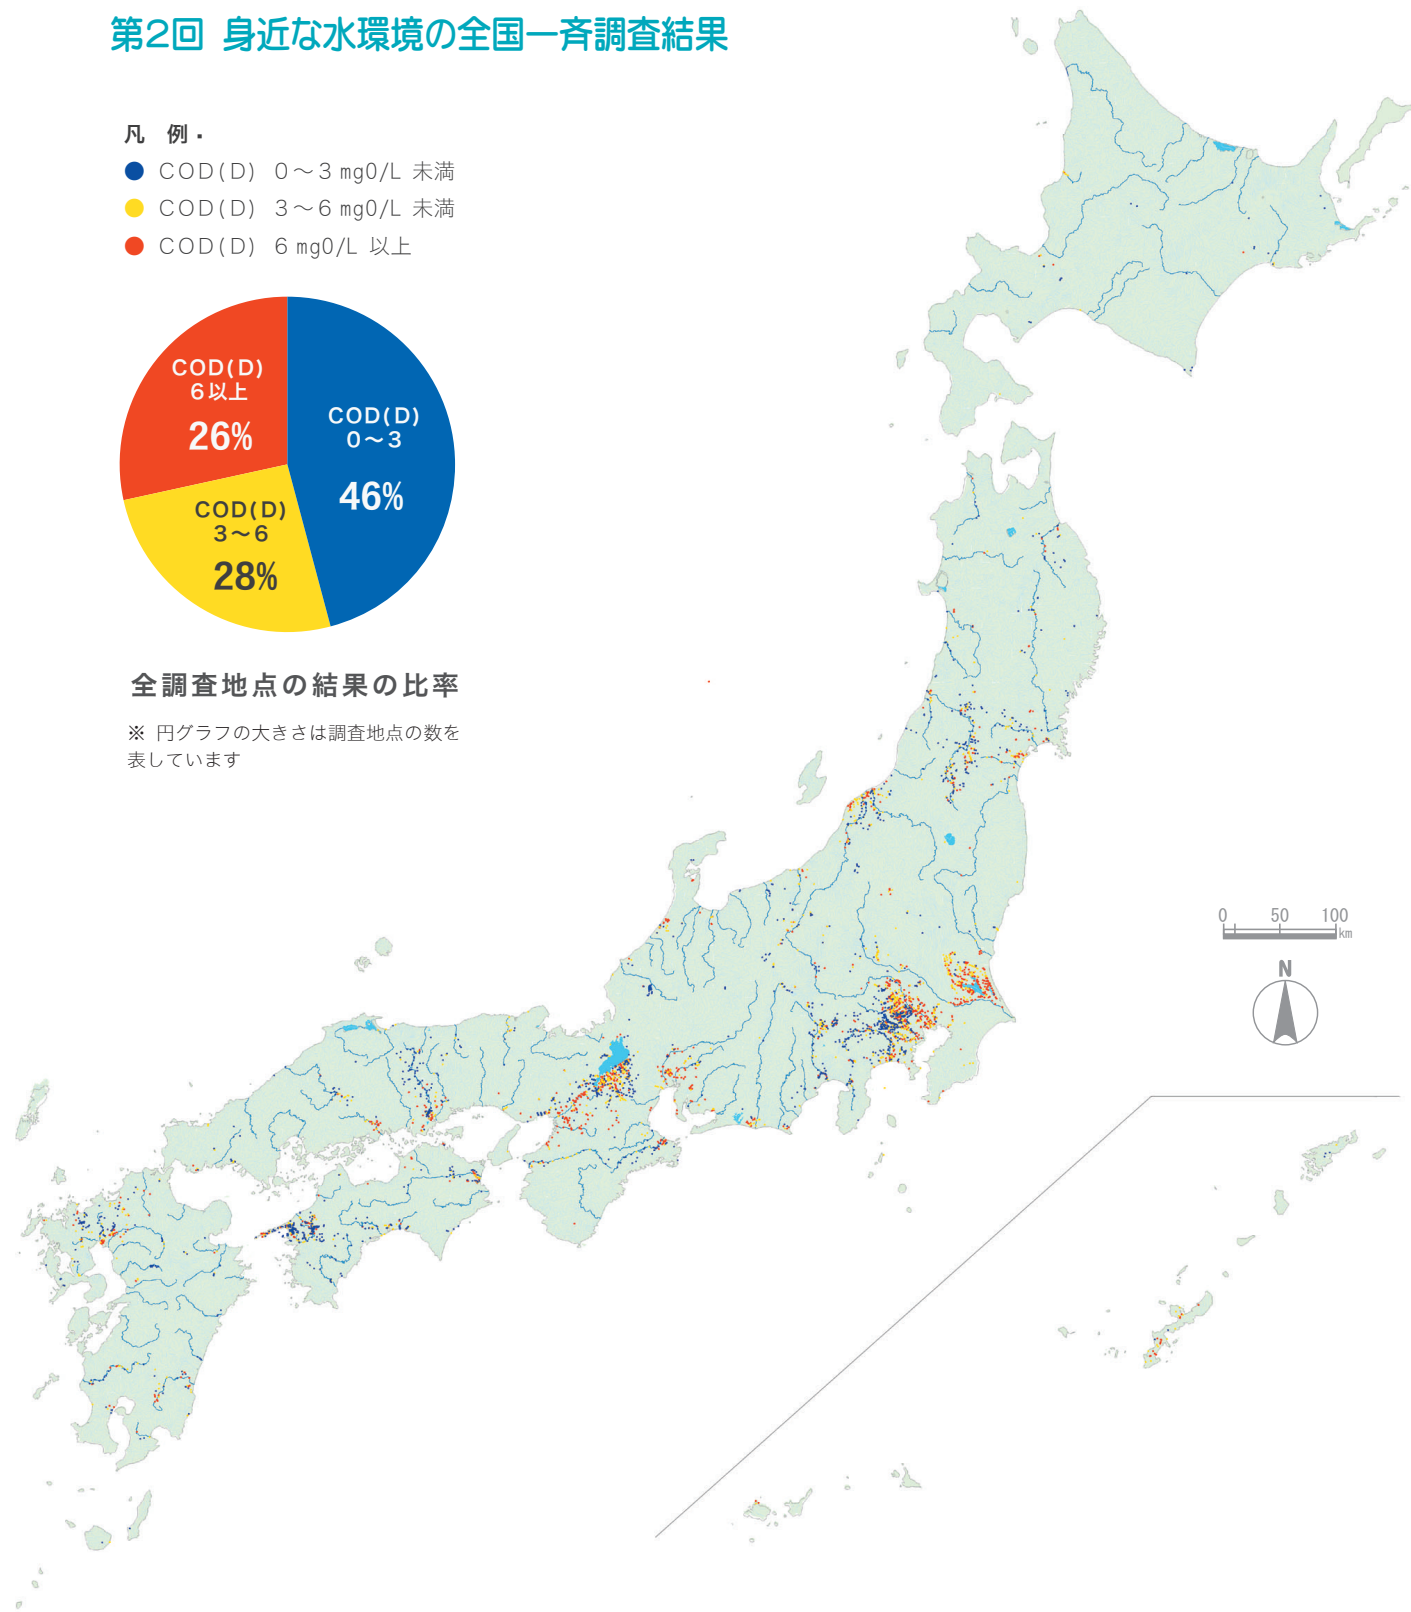 第2回 身近な水環境の全国一斉調査結果
凡 例・
COD(D) 0～3 mgO/L 未満
COD(D) 3～6 mgO/L 未満
COD(D) 6 mgO/L 以上
COD(D)
6以上
26%
COD(D)
0～3
46%
COD(D)
3～6
28%
全調査地点の結果の比率
※ 円グラフの大きさは調査地点の数を
表しています
0 50 100
km
N